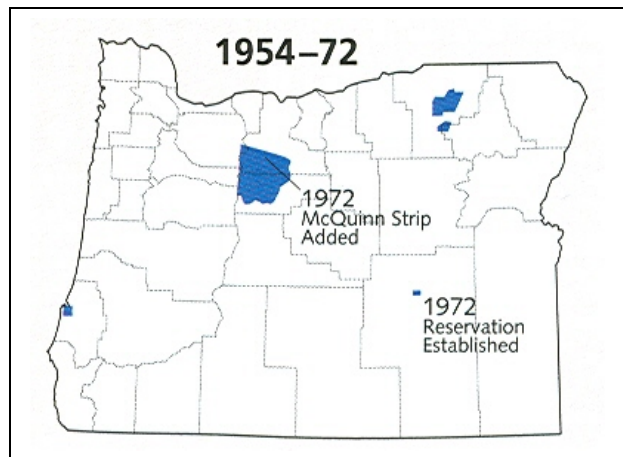 1954–72
1972
McQuinn Strip
Added
1972
Reservation
Established